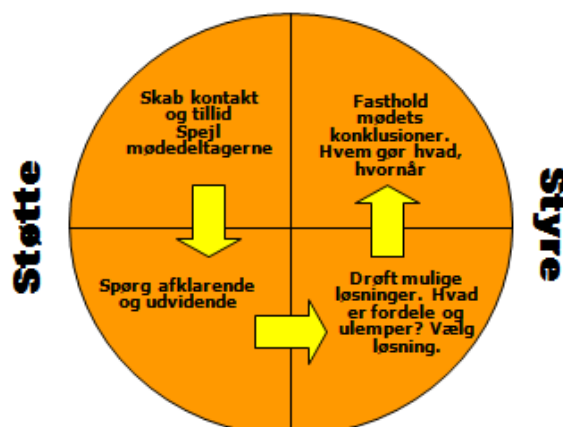 Støtte
Skab kontakt
og tillid
Spejl
mødedeltagerne
Spørg afklarende
og udvidende
Drøft mulige
løsninger. Hvad
er fordele og
ulemper? Vælg
løsning.
Fasthold
mødets
konklusioner.
Hvem gør hvad,
hvornår
Styre